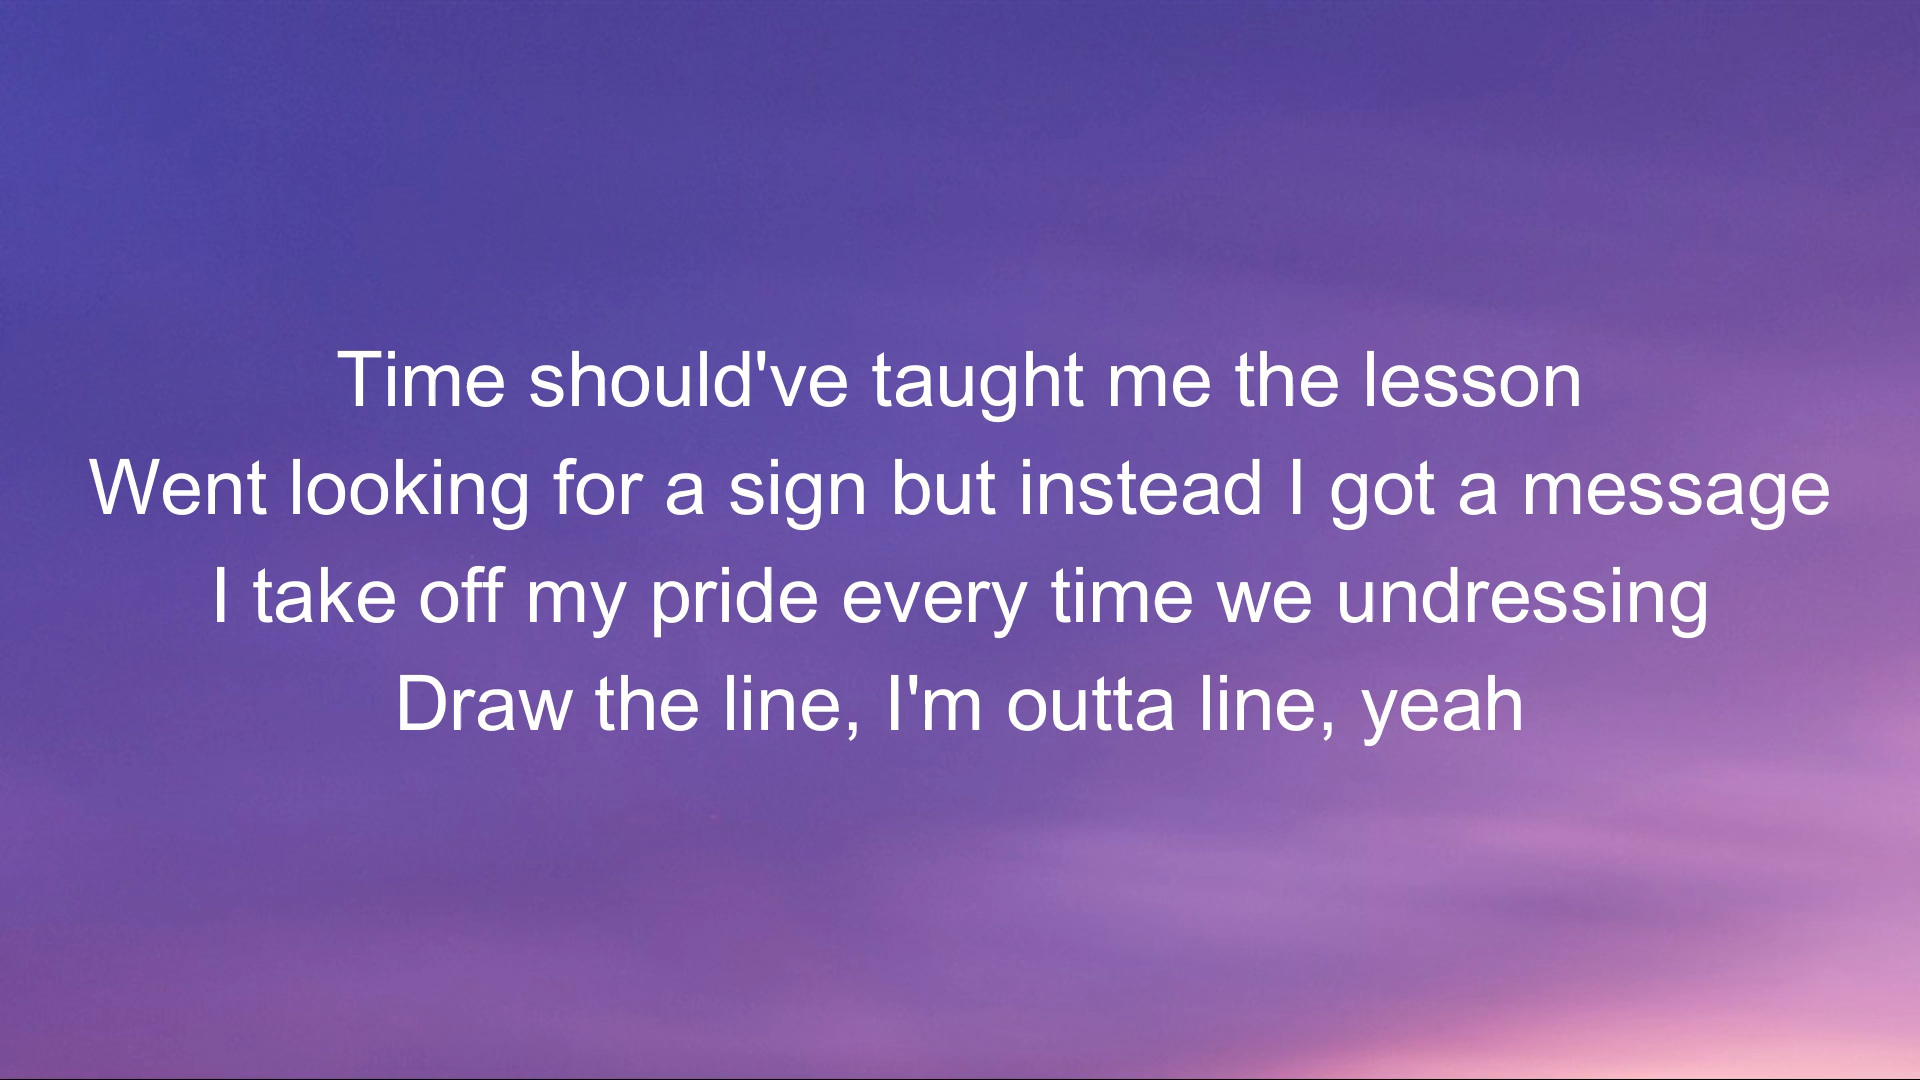 Time should've taught me the lesson
Went looking for a sign but instead I got a message
I take off my pride every time we undressing
Draw the line, I'm outta line, yeah